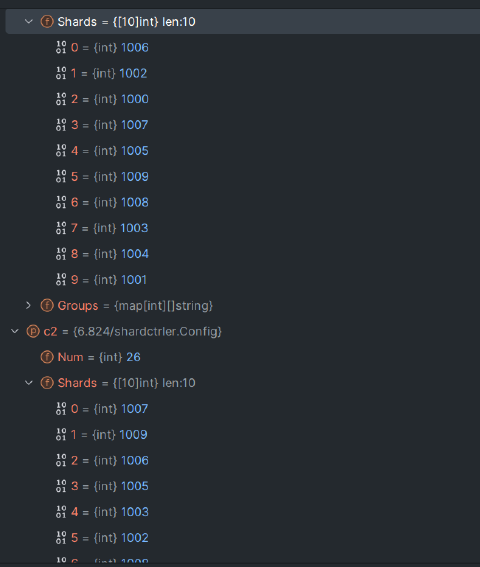 Shards = {[10]int} len:10
0 = {int} 1006
1 = {int} 1002
2 = {int} 1000
3 = {int} 1007
4 = {int} 1005
5 = {int} 1009
6 = {int} 1008
7 = {int} 1003
8 = {int} 1004
9 = {int} 1001
Groups = {map[int][]string}
c2 = {6.824/shardctrler.Config}
Num = {int} 26
Shards = {[10]int} len:10
0 = {int} 1007
1 = {int} 1009
2 = {int} 1006
3 = {int} 1005
4 = {int} 1003
5 = {int} 1002